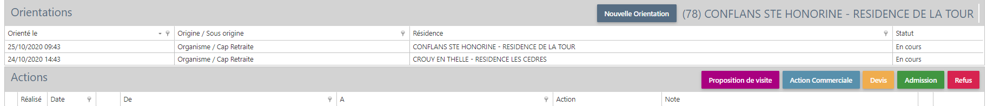 Orientations
Nouvelle Orientation
(78) CONFLANS STE HONORINE - RESIDENCE DE LA TOUR
Orienté le Origine / Sous origine Résidence Statut
25/10/2020 09:43 Organisme / Cap Retraite CONFLANS STE HONORINE - RESIDENCE DE LA TOUR En cours
24/10/2020 14:43 Organisme / Cap Retraite CROUY EN THELLE - RESIDENCE LES CEDRES En cours
Actions
Proposition de visite Action Commerciale Devis Admission Refus
Réalisé Date De A Action Note